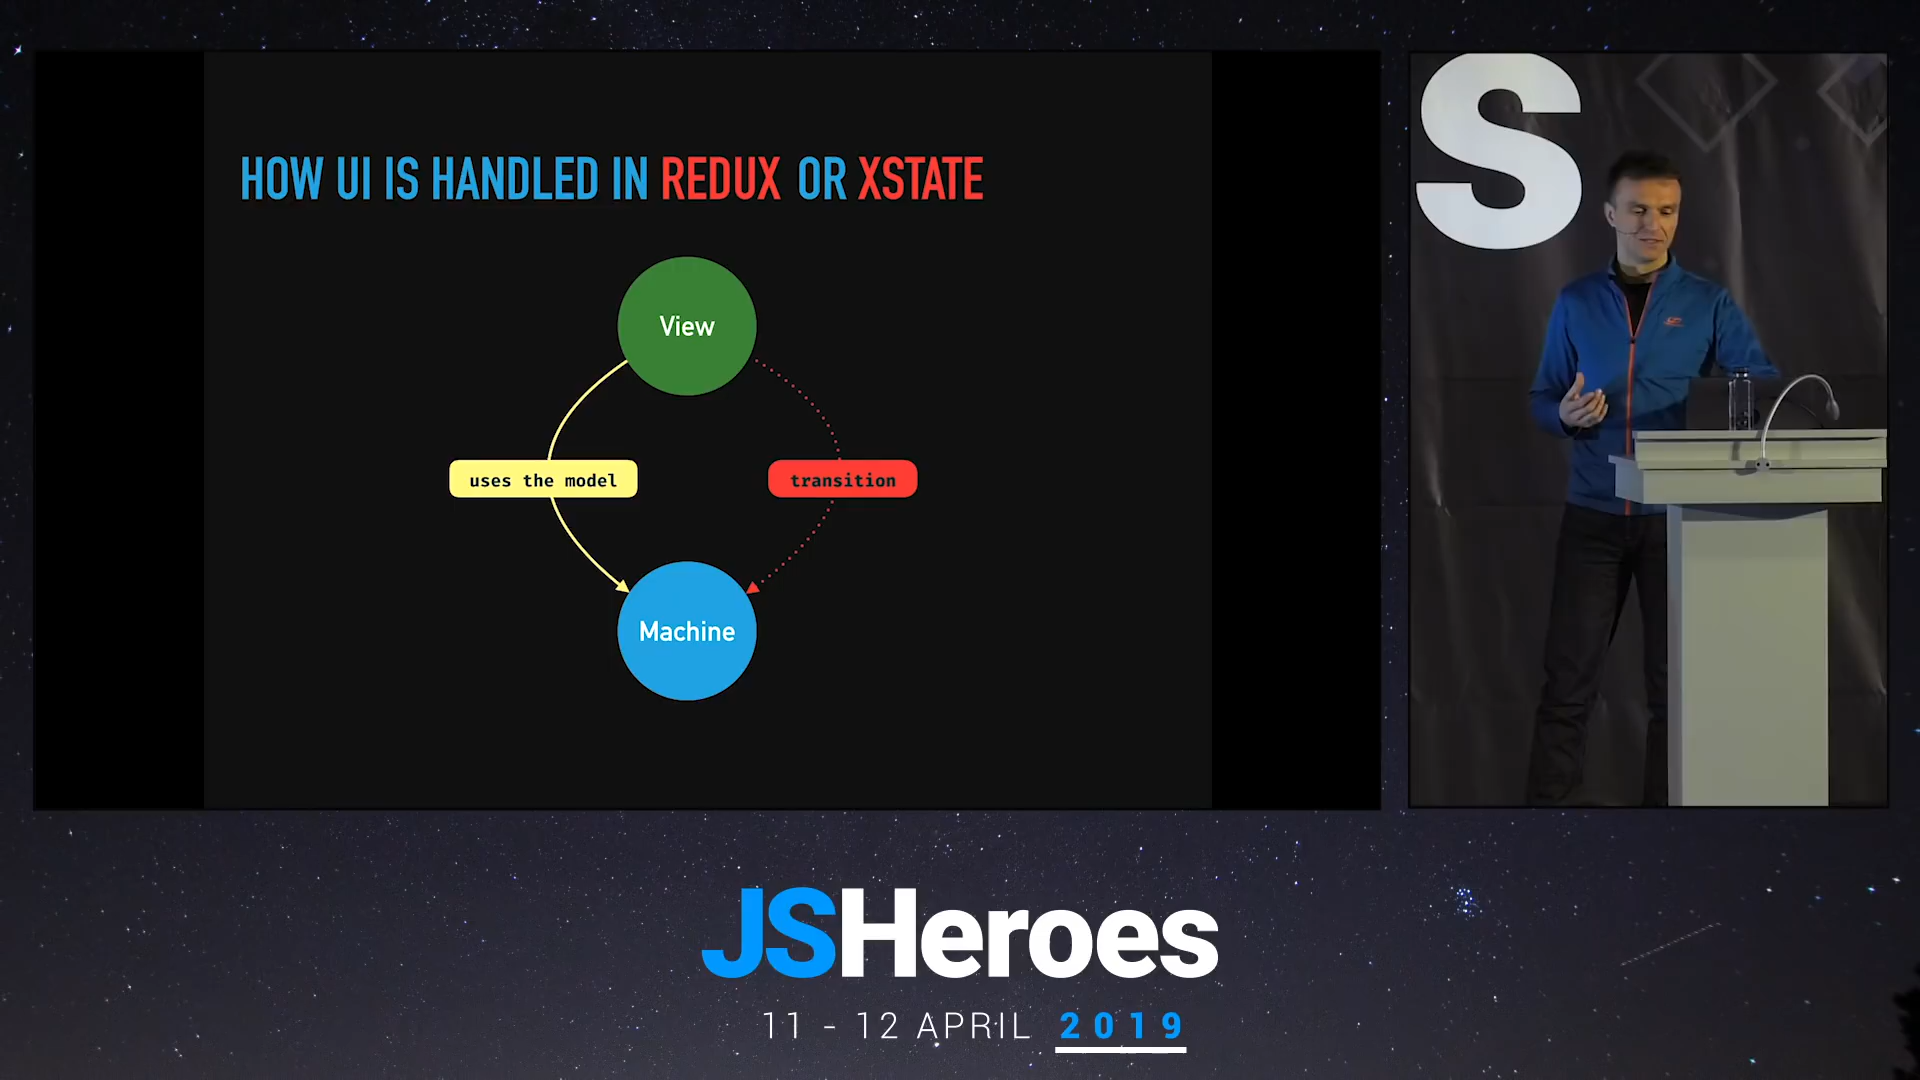 HOW UI IS HANDLED IN REDUX OR XSTATE
View
uses the model
transition
Machine
S
JSHeroes
11 - 12 APRIL 2019